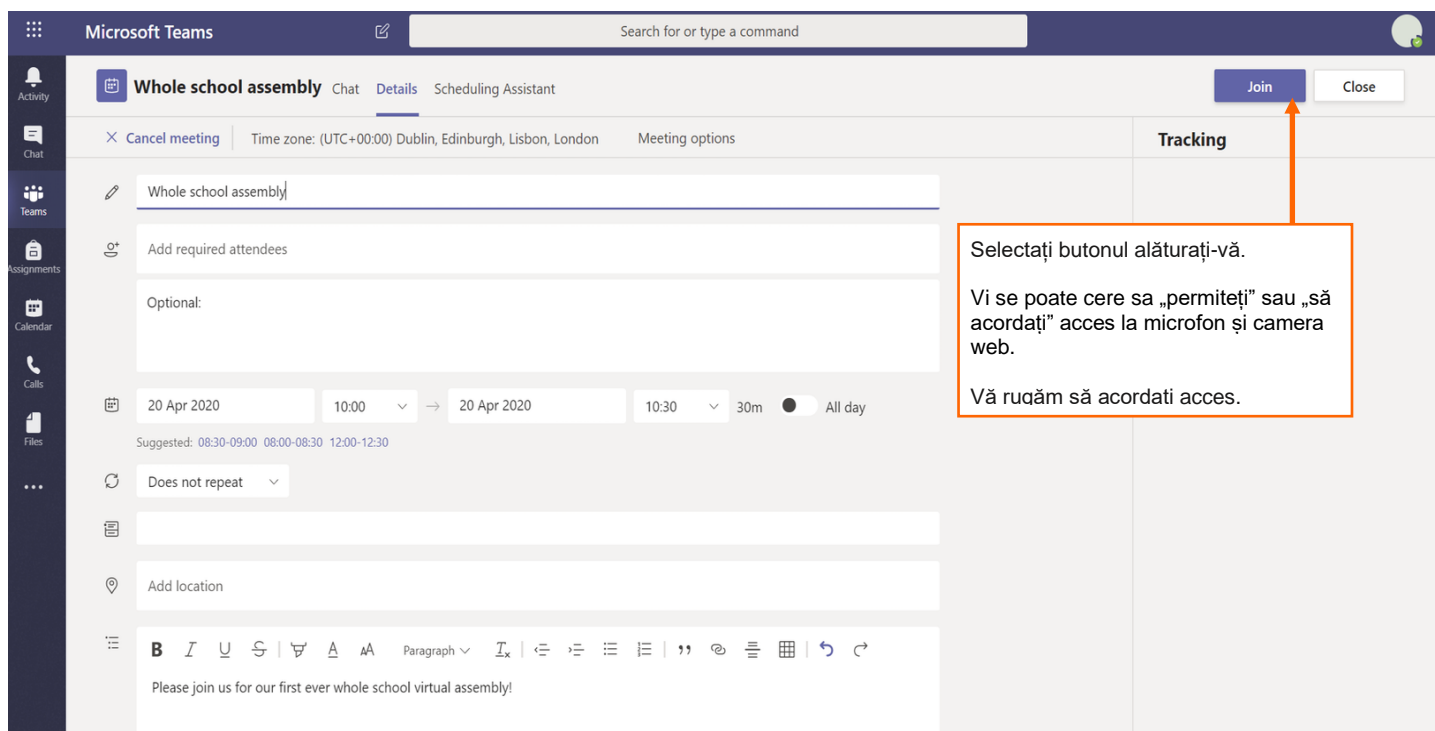 Microsoft Teams
Search for or type a command
Activity
Chat
Teams
Assignments
Calendar
Calls
Files
Whole school assembly Chat Details Scheduling Assistant
Join Close
Cancel meeting Time zone: (UTC+00:00) Dublin, Edinburgh, Lisbon, London Meeting options
Tracking
Whole school assembly
Add required attendees
Optional:
Selectați butonul alăturați-vă.
Vi se poate cere sa „permiteți” sau „să
acordați” acces la microfon și camera
web.
Vă rugăm să acordati acces.
20 Apr 2020 10:00 → 20 Apr 2020 10:30 30m All day
Suggested: 08:30-09:00 08:00-08:30 12:00-12:30
Does not repeat
Add location
B I U S A AA Paragraph Tx
Please join us for our first ever whole school virtual assembly!